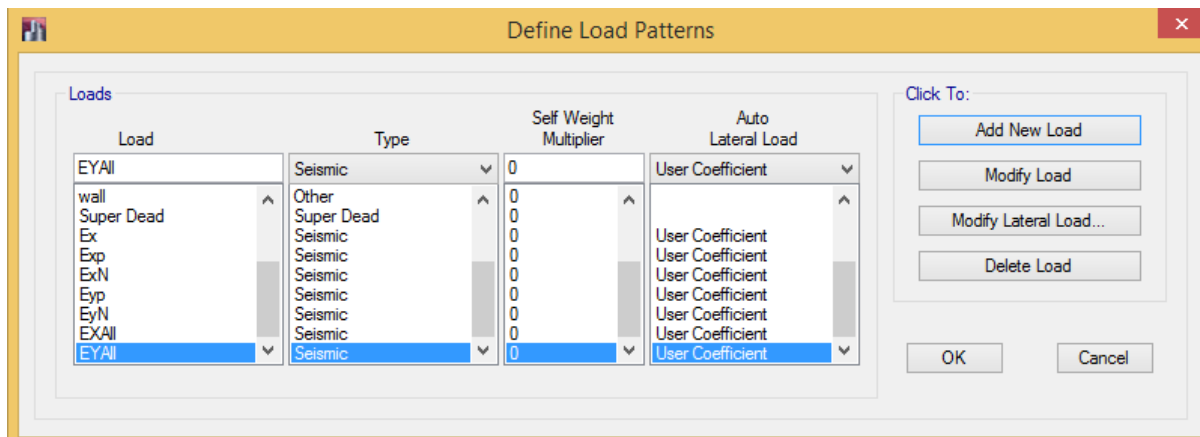 Define Load Patterns
Loads
Click To:
Load Type Self Weight Multiplier Auto Lateral Load
EYAll Seismic 0 User Coefficient
wall Other 0
Super Dead Super Dead 0
Ex Seismic 0 User Coefficient
Exp Seismic 0 User Coefficient
ExN Seismic 0 User Coefficient
Eyp Seismic 0 User Coefficient
EyN Seismic 0 User Coefficient
EXAll Seismic 0 User Coefficient
EYAll Seismic 0 User Coefficient
Add New Load
Modify Load
Modify Lateral Load...
Delete Load
OK Cancel